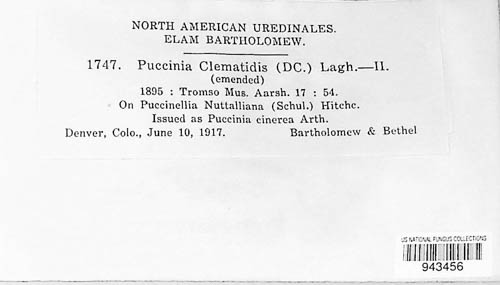 NORTH AMERICAN UREDINALES.
ELAM BARTHOLOMEW.
1747. Puccinia Clematidis (DC.) Lagh.—II.
(emended)
1895 : Tromso Mus. Aarsh. 17 : 54.
On Puccinellia Nuttalliana (Schul.) Hitchc.
Issued as Puccinia cinerea Arth.
Denver, Colo., June 10, 1917. Bartholomew & Bethel
US NATIONAL FUNGUS COLLECTIONS
943456